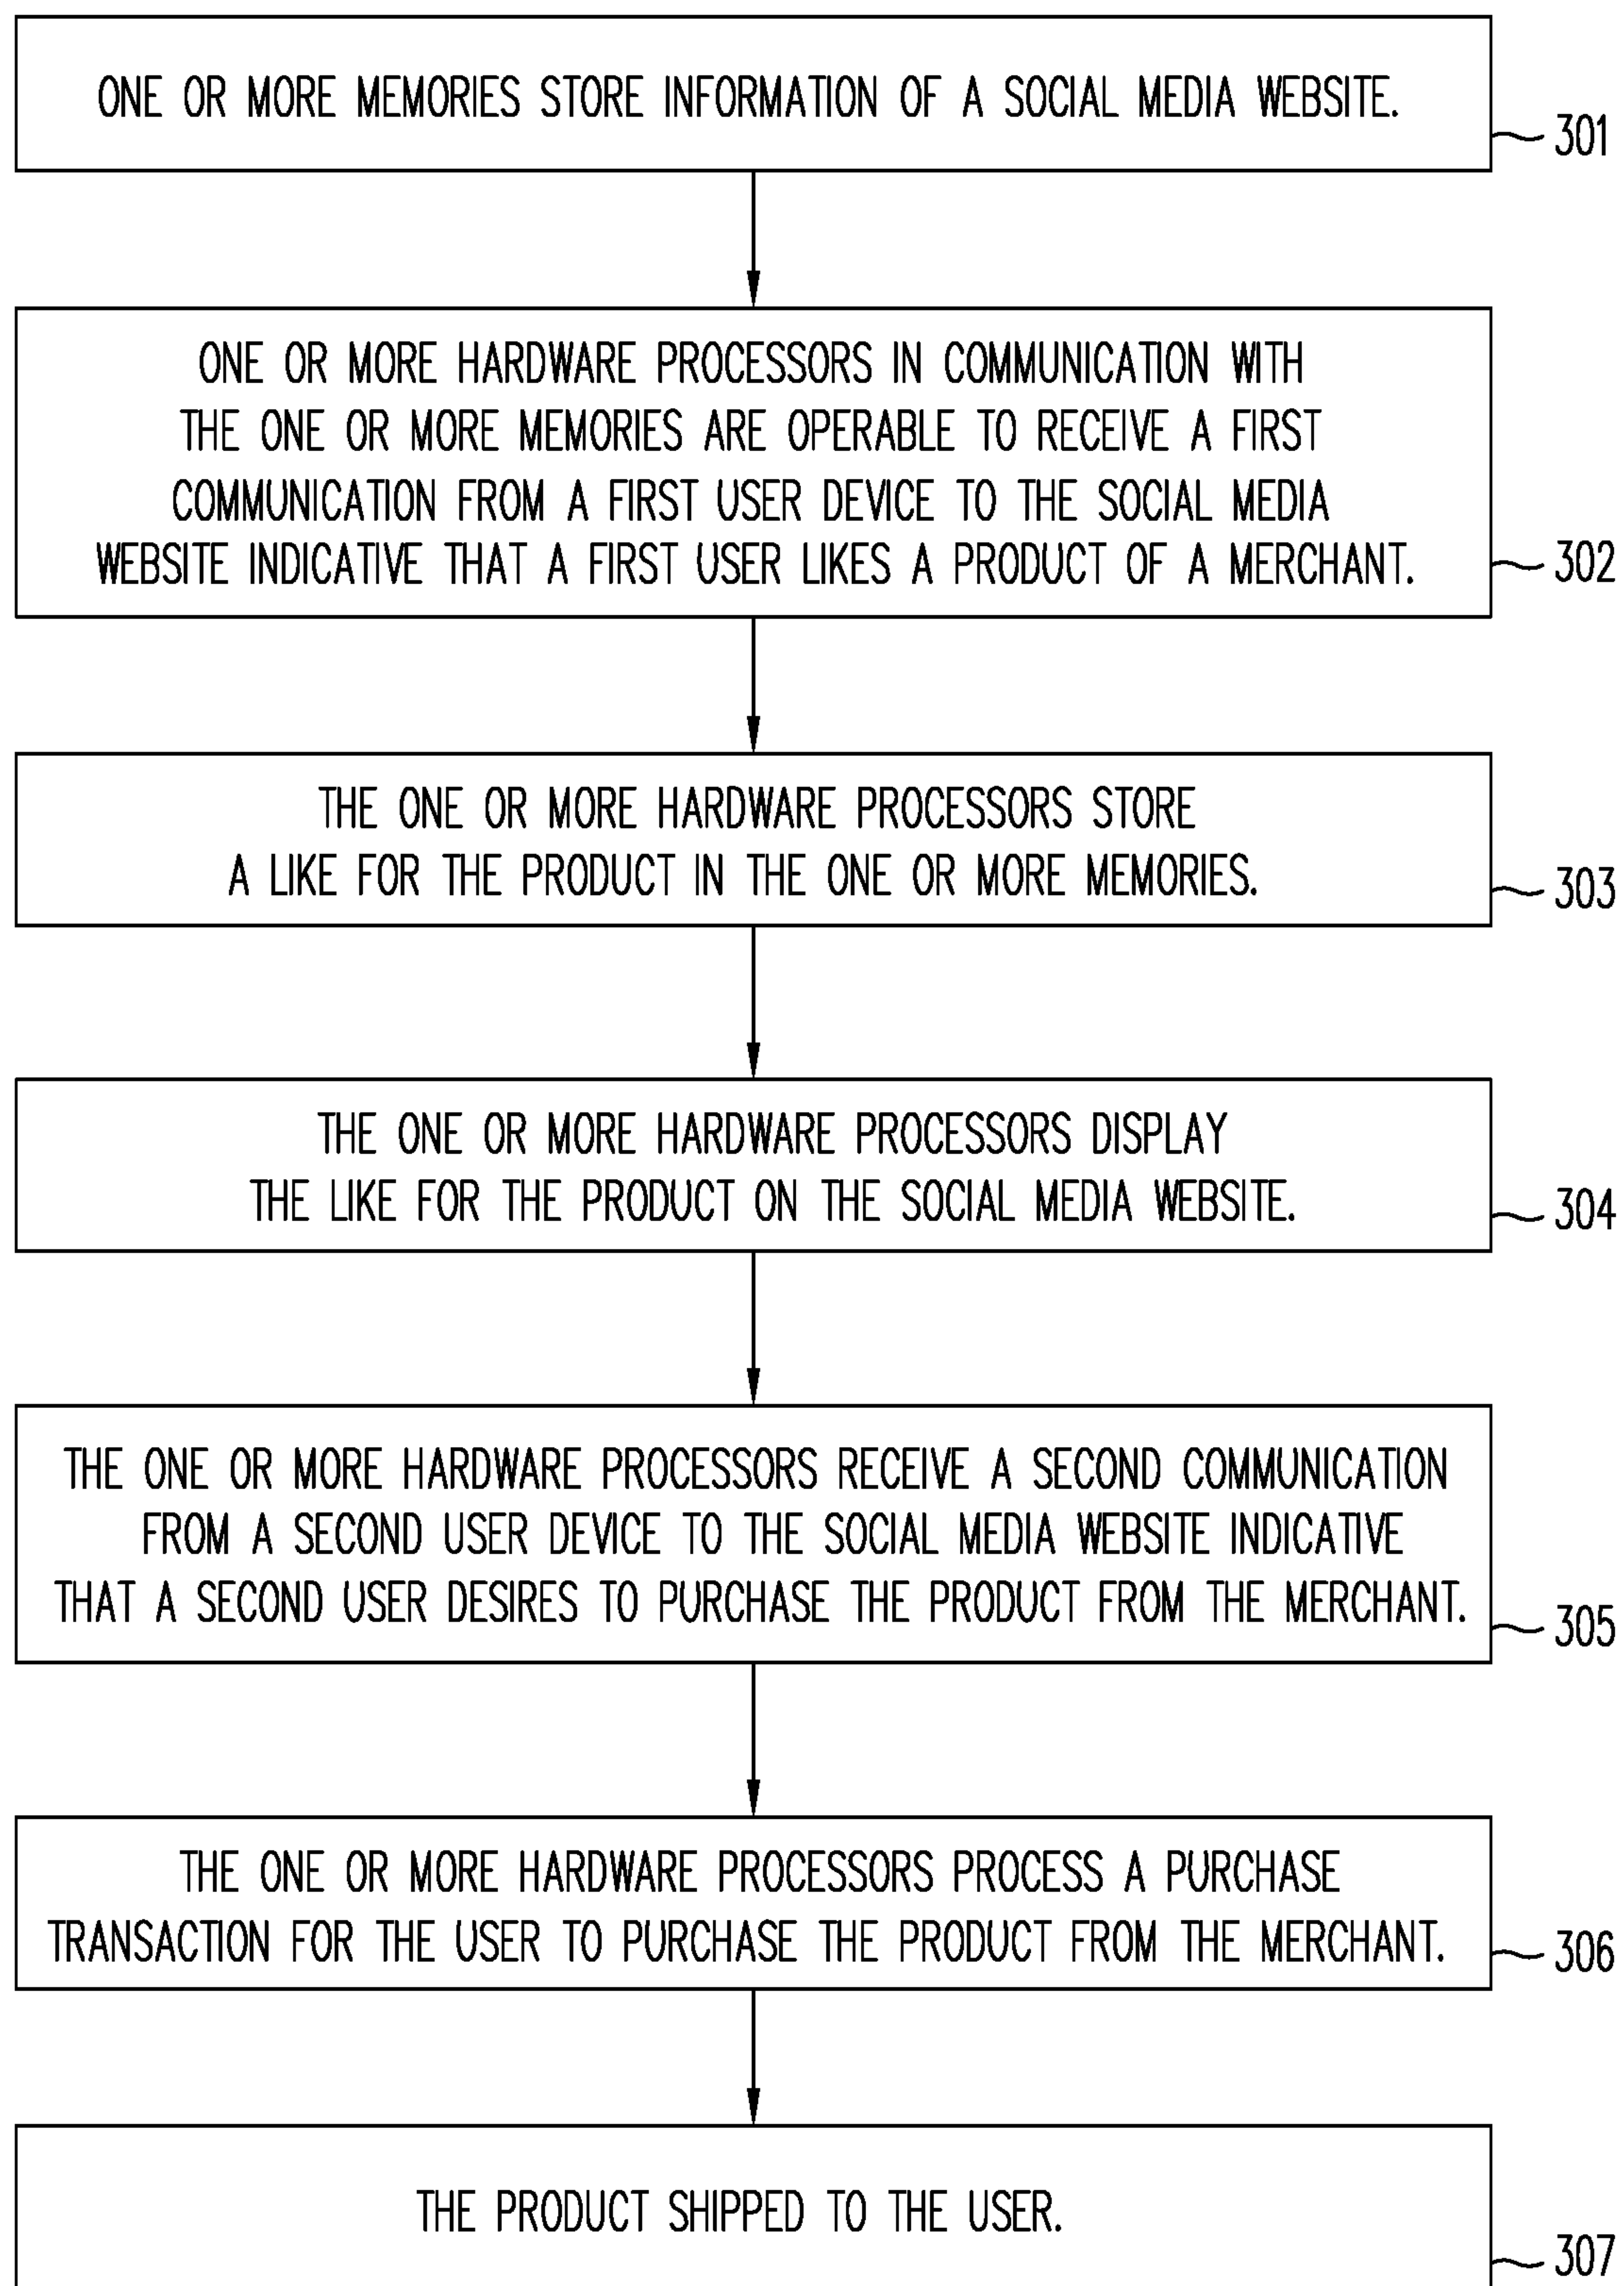 ONE OR MORE MEMORIES STORE INFORMATION OF A SOCIAL MEDIA WEBSITE.
301
ONE OR MORE HARDWARE PROCESSORS IN COMMUNICATION WITH
THE ONE OR MORE MEMORIES ARE OPERABLE TO RECEIVE A FIRST
COMMUNICATION FROM A FIRST USER DEVICE TO THE SOCIAL MEDIA
WEBSITE INDICATIVE THAT A FIRST USER LIKES A PRODUCT OF A MERCHANT.
302
THE ONE OR MORE HARDWARE PROCESSORS STORE
A LIKE FOR THE PRODUCT IN THE ONE OR MORE MEMORIES.
303
THE ONE OR MORE HARDWARE PROCESSORS DISPLAY
THE LIKE FOR THE PRODUCT ON THE SOCIAL MEDIA WEBSITE.
304
THE ONE OR MORE HARDWARE PROCESSORS RECEIVE A SECOND COMMUNICATION
FROM A SECOND USER DEVICE TO THE SOCIAL MEDIA WEBSITE INDICATIVE
THAT A SECOND USER DESIRES TO PURCHASE THE PRODUCT FROM THE MERCHANT.
305
THE ONE OR MORE HARDWARE PROCESSORS PROCESS A PURCHASE
TRANSACTION FOR THE USER TO PURCHASE THE PRODUCT FROM THE MERCHANT.
306
THE PRODUCT SHIPPED TO THE USER.
307